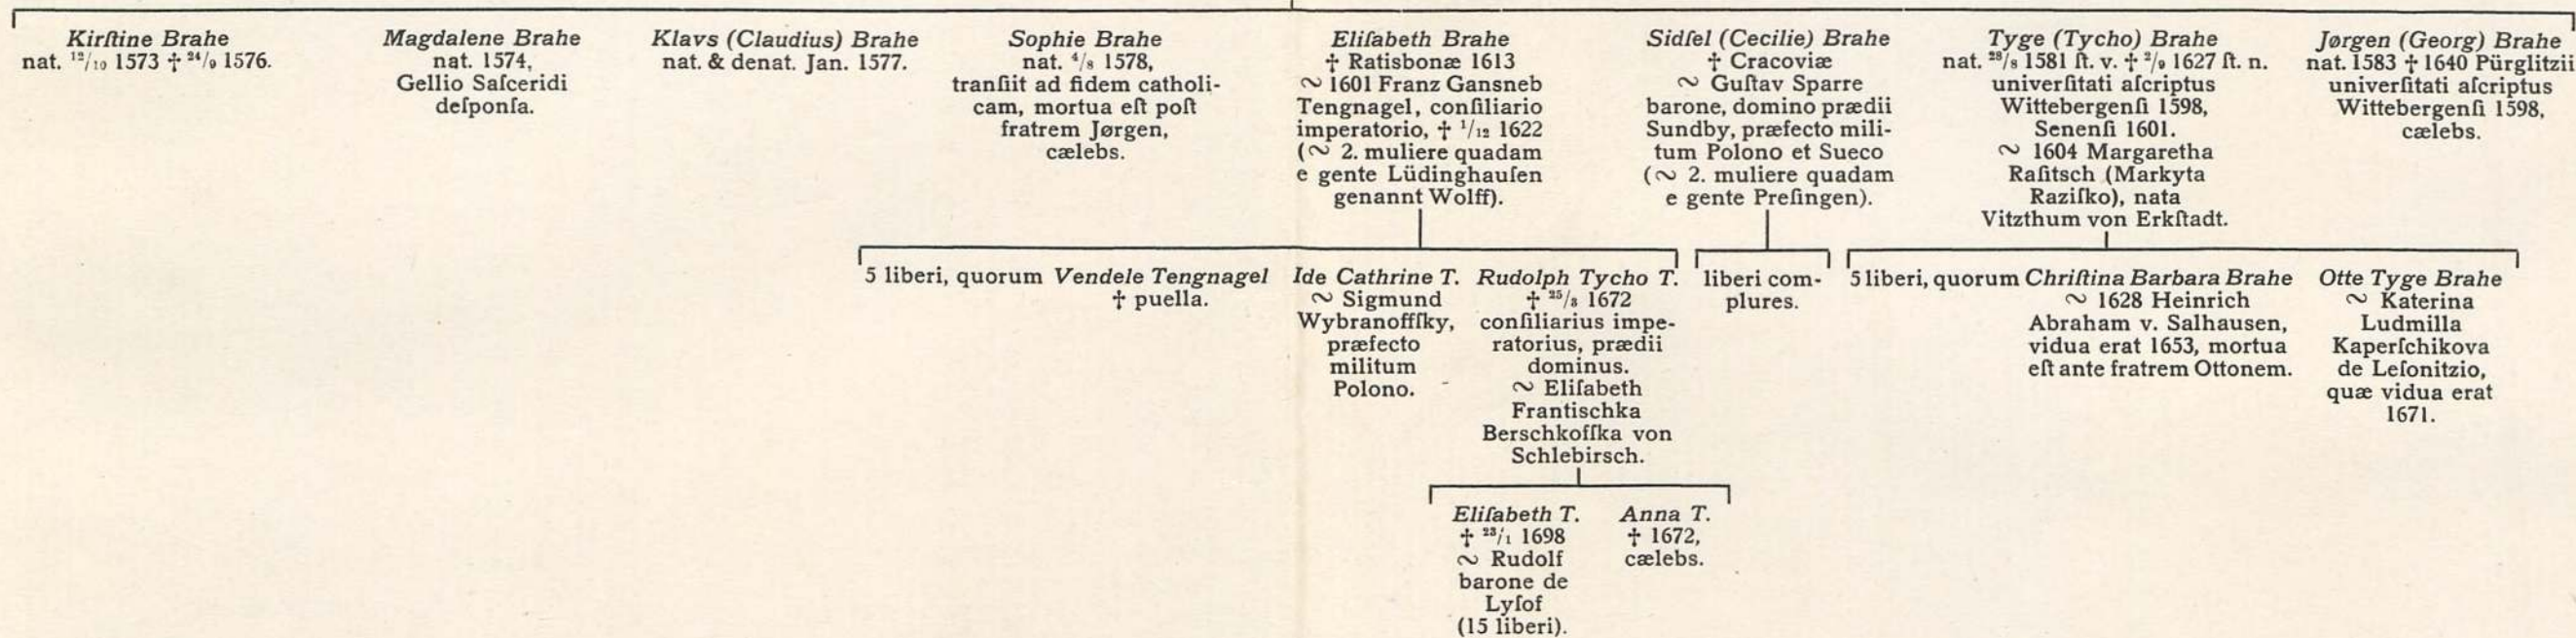 Kirſtine Brahe
nat. ¹²/₁₀ 1573 † ²⁴/₉ 1576.
Magdalene Brahe
nat. 1574,
Gellio Saſceridi
deſponſa.
Klavs (Claudius) Brahe
nat. & denat. Jan. 1577.
Sophie Brahe
nat. ⁴/₈ 1578,
tranſiit ad fidem catholi-
cam, mortua eſt poſt
fratrem Jørgen,
cælebs.
Eliſabeth Brahe
† Ratisbonæ 1613
∾ 1601 Franz Gansneb
Tengnagel, conſiliario
imperatorio, † ¹/₁₂ 1622
(∾ 2. muliere quadam
e gente Lüdinghauſen
genannt Wolff).
Sidſel (Cecilie) Brahe
† Cracoviæ
∾ Guſtav Sparre
barone, domino prædii
Sundby, præfecto mili-
tum Polono et Sueco
(∾ 2. muliere quadam
e gente Preſingen).
Tyge (Tycho) Brahe
nat. ²⁸/₈ 1581 ſt. v. † ²/₉ 1627 ſt. n.
univerſitati aſcriptus
Wittebergenſi 1598,
Senenſi 1601.
∾ 1604 Margaretha
Raſitsch (Markyta
Raziſko), nata
Vitzthum von Erkſtadt.
Jørgen (Georg) Brahe
nat. 1583 † 1640 Pürglitzii
univerſitati aſcriptus
Wittebergenſi 1598,
cælebs.
5 liberi, quorum Vendele Tengnagel
† puella.
Ide Cathrine T.
∾ Sigmund
Wybranoffſky,
præfecto
militum
Polono.
Rudolph Tycho T.
† ²⁵/₈ 1672
conſiliarius impe-
ratorius, prædii
dominus.
∾ Eliſabeth
Frantischka
Berschkoffſka von
Schlebirsch.
liberi com-
plures.
5 liberi, quorum Chriſtina Barbara Brahe
∾ 1628 Heinrich
Abraham v. Salhausen,
vidua erat 1653, mortua
eſt ante fratrem Ottonem.
Otte Tyge Brahe
∾ Katerina
Ludmilla
Kaperſchikova
de Leſonitzio,
quæ vidua erat
1671.
Eliſabeth T.
† ²³/₁ 1698
∾ Rudolf
barone de
Lyſof
(15 liberi).
Anna T.
† 1672,
cælebs.